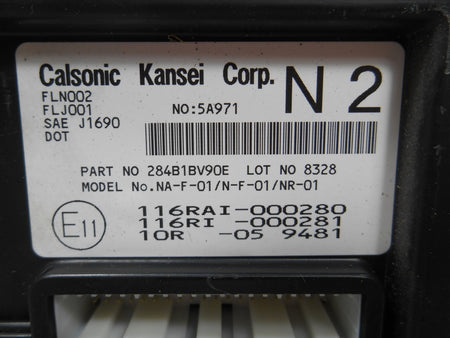 Calsonic Kansei Corp. N2
FLN002
FLJ001 NO:5A971
SAE J1690
DOT
PART NO 284B1BV90E LOT NO 8328
MODEL No.NA-F-01/N-F-01/NR-01
E11
116RAI-000280
116RI-000281
10R -05 9481